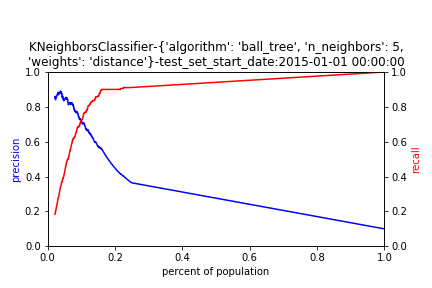 KNeighborsClassifier-{'algorithm': 'ball_tree', 'n_neighbors': 5,
'weights': 'distance'}-test_set_start_date:2015-01-01 00:00:00
1.0 1.0
0.8 0.8
0.6 0.6
precision recall
0.4 0.4
0.2 0.2
0.0 0.0
0.0 0.2 0.4 0.6 0.8 1.0
percent of population